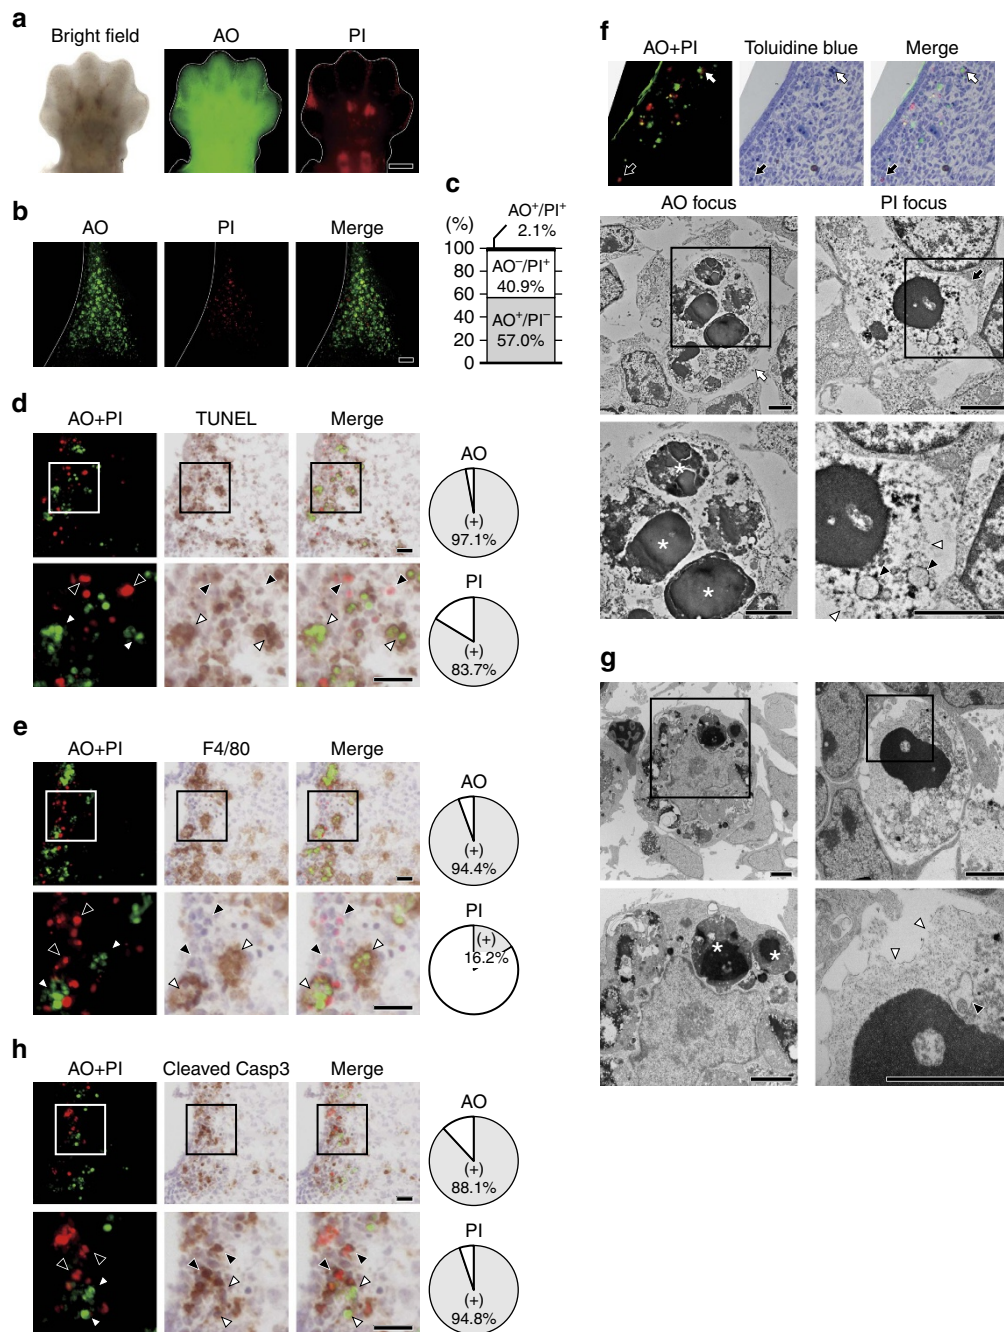 a
Bright field AO PI
b
AO PI Merge
c
(%)
AO+/PI+
2.1%
100
80
60
40
20
0
AO−/PI+
40.9%
AO+/PI−
57.0%
d
AO+PI TUNEL Merge
AO
(+)
97.1%
PI
(+)
83.7%
e
AO+PI F4/80 Merge
AO
(+)
94.4%
PI
(+)
16.2%
h
AO+PI Cleaved Casp3 Merge
AO
(+)
88.1%
PI
(+)
94.8%
f
AO+PI Toluidine blue Merge
AO focus PI focus
* * *
g
* *